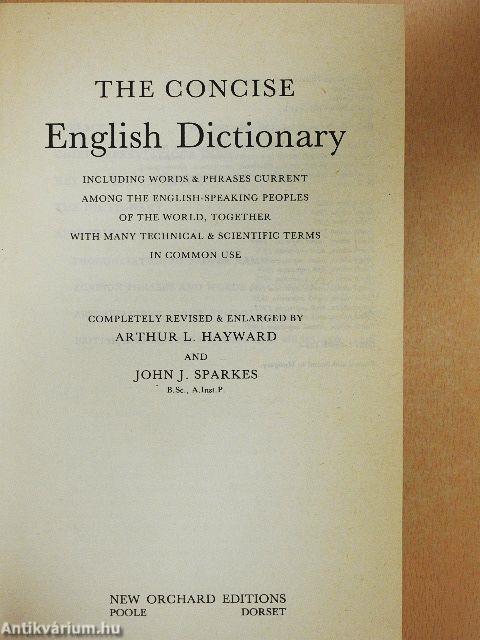 THE CONCISE
English Dictionary
INCLUDING WORDS & PHRASES CURRENT
AMONG THE ENGLISH-SPEAKING PEOPLES
OF THE WORLD, TOGETHER
WITH MANY TECHNICAL & SCIENTIFIC TERMS
IN COMMON USE
COMPLETELY REVISED & ENLARGED BY
ARTHUR L. HAYWARD
AND
JOHN J. SPARKES
B.Sc., A.Inst.P.
NEW ORCHARD EDITIONS
POOLE DORSET
Antikvárium.hu